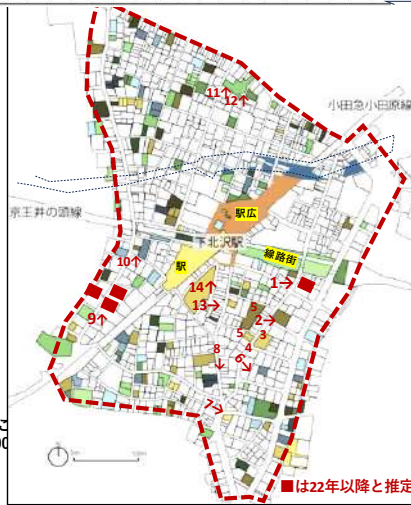 11↑
12↑
小田急小田原線
京王井の頭線
駅広
下北沢駅
線路街
10↑
駅
1→
14↑
13→
9↑
5
2→
5
3
4
8
↓
6↘
7↘
N
■は22年以降と推定